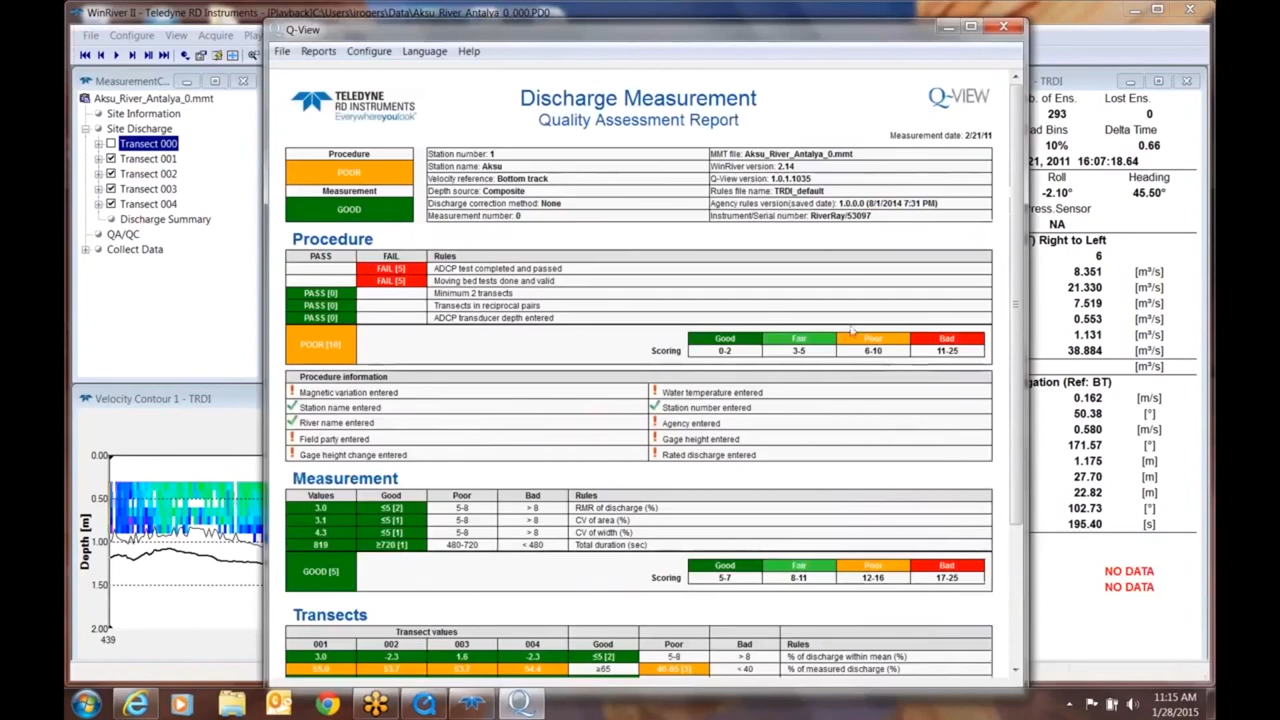 WinRiver II - Teledyne RD Instruments - [Playback]C:\Users\irogers\Data\Aksu_River_Antalya_0_000.PD0
File Configure View Acquire
Q-View
File Reports Configure Language Help
MeasurementC...
Aksu_River_Antalya_0.mmt
Site Information
Site Discharge
Transect 000
Transect 001
Transect 002
Transect 003
Transect 004
Discharge Summary
QA/QC
Collect Data
Velocity Contour 1 - TRDI
0.00
0.50
1.00
1.50
2.00
Depth [m]
439
TELEDYNE
RD INSTRUMENTS
Everywhereyoulook™
Discharge Measurement
Quality Assessment Report
Q-VIEW
Measurement date: 2/21/11
Procedure
POOR
Measurement
GOOD
Station number: 1 MMT file: Aksu_River_Antalya_0.mmt
Station name: Aksu WinRiver version: 2.14
Velocity reference: Bottom track Q-View version: 1.0.1.1035
Depth source: Composite Rules file name: TRDI_default
Discharge correction method: None Agency rules version(saved date): 1.0.0.0 (8/1/2014 7:31 PM)
Measurement number: 0 Instrument/Serial number: RiverRay/53097
Procedure
PASS FAIL Rules
FAIL [5] ADCP test completed and passed
FAIL [5] Moving bed tests done and valid
PASS [0] Minimum 2 transects
PASS [0] Transects in reciprocal pairs
PASS [0] ADCP transducer depth entered
POOR [10] Scoring
Good Fair Poor Bad
0-2 3-5 6-10 11-25
Procedure information
Magnetic variation entered Water temperature entered
Station name entered Station number entered
River name entered Agency entered
Field party entered Gage height entered
Gage height change entered Rated discharge entered
Measurement
Values Good Poor Bad Rules
3.0 ≤5 [2] 5-8 > 8 RMR of discharge (%)
3.1 ≤5 [1] 5-8 > 8 CV of area (%)
4.3 ≤5 [1] 5-8 > 8 CV of width (%)
819 ≥720 [1] 480-720 < 480 Total duration (sec)
GOOD [5] Scoring
Good Fair Poor Bad
5-7 8-11 12-16 17-25
Transects
Transect values
001 002 003 004 Good Poor Bad Rules
3.0 -2.3 1.6 -2.3 ≤5 [2] 5-8 > 8 % of discharge within mean (%)
≥65 < 40 % of measured discharge (%)
- TRDI
b. of Ens. Lost Ens.
293 0
ad Bins Delta Time
10% 0.66
21, 2011 16:07:18.64
Roll Heading
-2.10° 45.50°
Press.Sensor
NA
) Right to Left
6
8.351 [m³/s]
21.330 [m³/s]
7.519 [m³/s]
0.553 [m³/s]
1.131 [m³/s]
38.884 [m³/s]
[m³/s]
gation (Ref: BT)
0.162 [m/s]
50.38 [°]
0.580 [m/s]
171.57 [°]
1.175 [m]
27.70 [m]
22.82 [m]
102.73 [m]
195.40 [s]
NO DATA
NO DATA
11:15 AM
1/28/2015